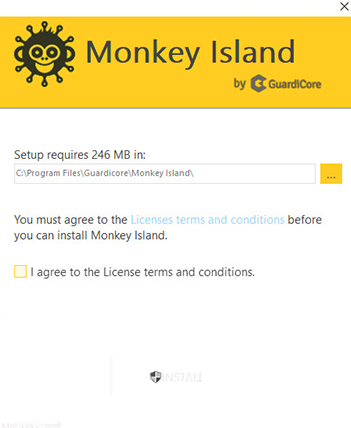 Monkey Island
by GuardiCore
Setup requires 246 MB in:
C:\Program Files\Guardicore\Monkey Island\
...
You must agree to the Licenses terms and conditions before
you can install Monkey Island.
I agree to the License terms and conditions.
INSTALL